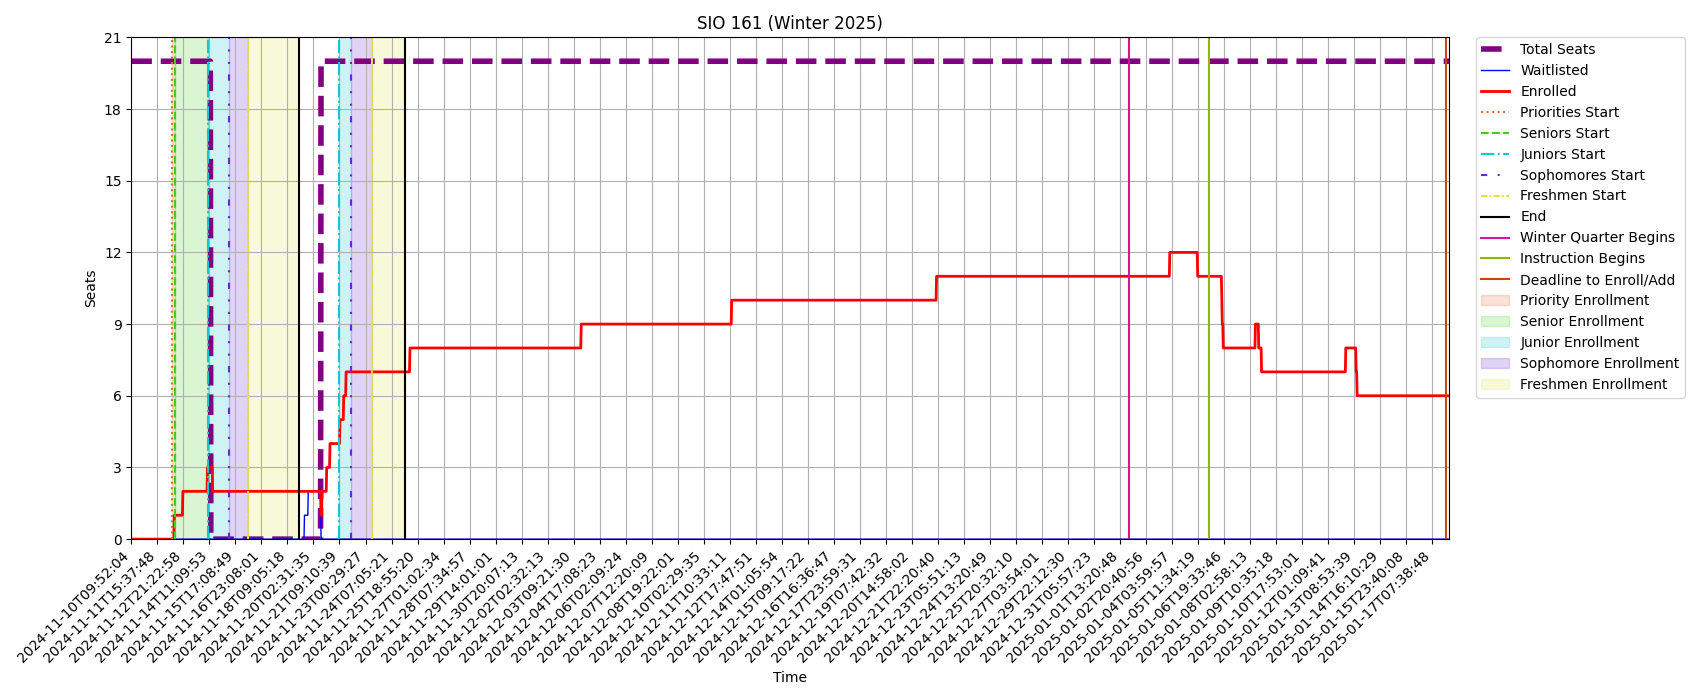 SIO 161 (Winter 2025)
21
18
15
12
9
6
3
0
Seats
2024-11-10T09:52:04
2024-11-11T15:37:48
2024-11-12T21:22:58
2024-11-14T11:09:53
2024-11-15T17:08:49
2024-11-16T23:08:01
2024-11-18T09:05:18
2024-11-20T02:31:35
2024-11-21T09:10:39
2024-11-23T00:29:27
2024-11-24T07:05:21
2024-11-25T18:55:20
2024-11-27T01:02:34
2024-11-28T07:34:57
2024-11-29T14:01:01
2024-11-30T20:07:13
2024-12-02T02:32:13
2024-12-03T09:21:30
2024-12-04T17:08:23
2024-12-06T02:09:24
2024-12-07T12:20:09
2024-12-08T19:22:01
2024-12-10T02:29:35
2024-12-11T10:33:11
2024-12-12T17:47:51
2024-12-14T01:05:54
2024-12-15T09:17:22
2024-12-16T16:36:47
2024-12-17T23:59:31
2024-12-19T07:42:32
2024-12-20T14:58:02
2024-12-21T22:20:40
2024-12-23T05:51:13
2024-12-24T13:20:49
2024-12-25T20:32:10
2024-12-27T03:54:01
2024-12-29T22:12:30
2024-12-31T05:57:23
2025-01-01T13:20:48
2025-01-02T20:40:56
2025-01-04T03:59:57
2025-01-05T11:34:19
2025-01-06T19:33:46
2025-01-08T02:58:13
2025-01-09T10:35:18
2025-01-10T17:53:01
2025-01-12T01:09:41
2025-01-13T08:53:39
2025-01-14T16:10:29
2025-01-15T23:40:08
2025-01-17T07:38:48
Time
Total Seats
Waitlisted
Enrolled
Priorities Start
Seniors Start
Juniors Start
Sophomores Start
Freshmen Start
End
Winter Quarter Begins
Instruction Begins
Deadline to Enroll/Add
Priority Enrollment
Senior Enrollment
Junior Enrollment
Sophomore Enrollment
Freshmen Enrollment